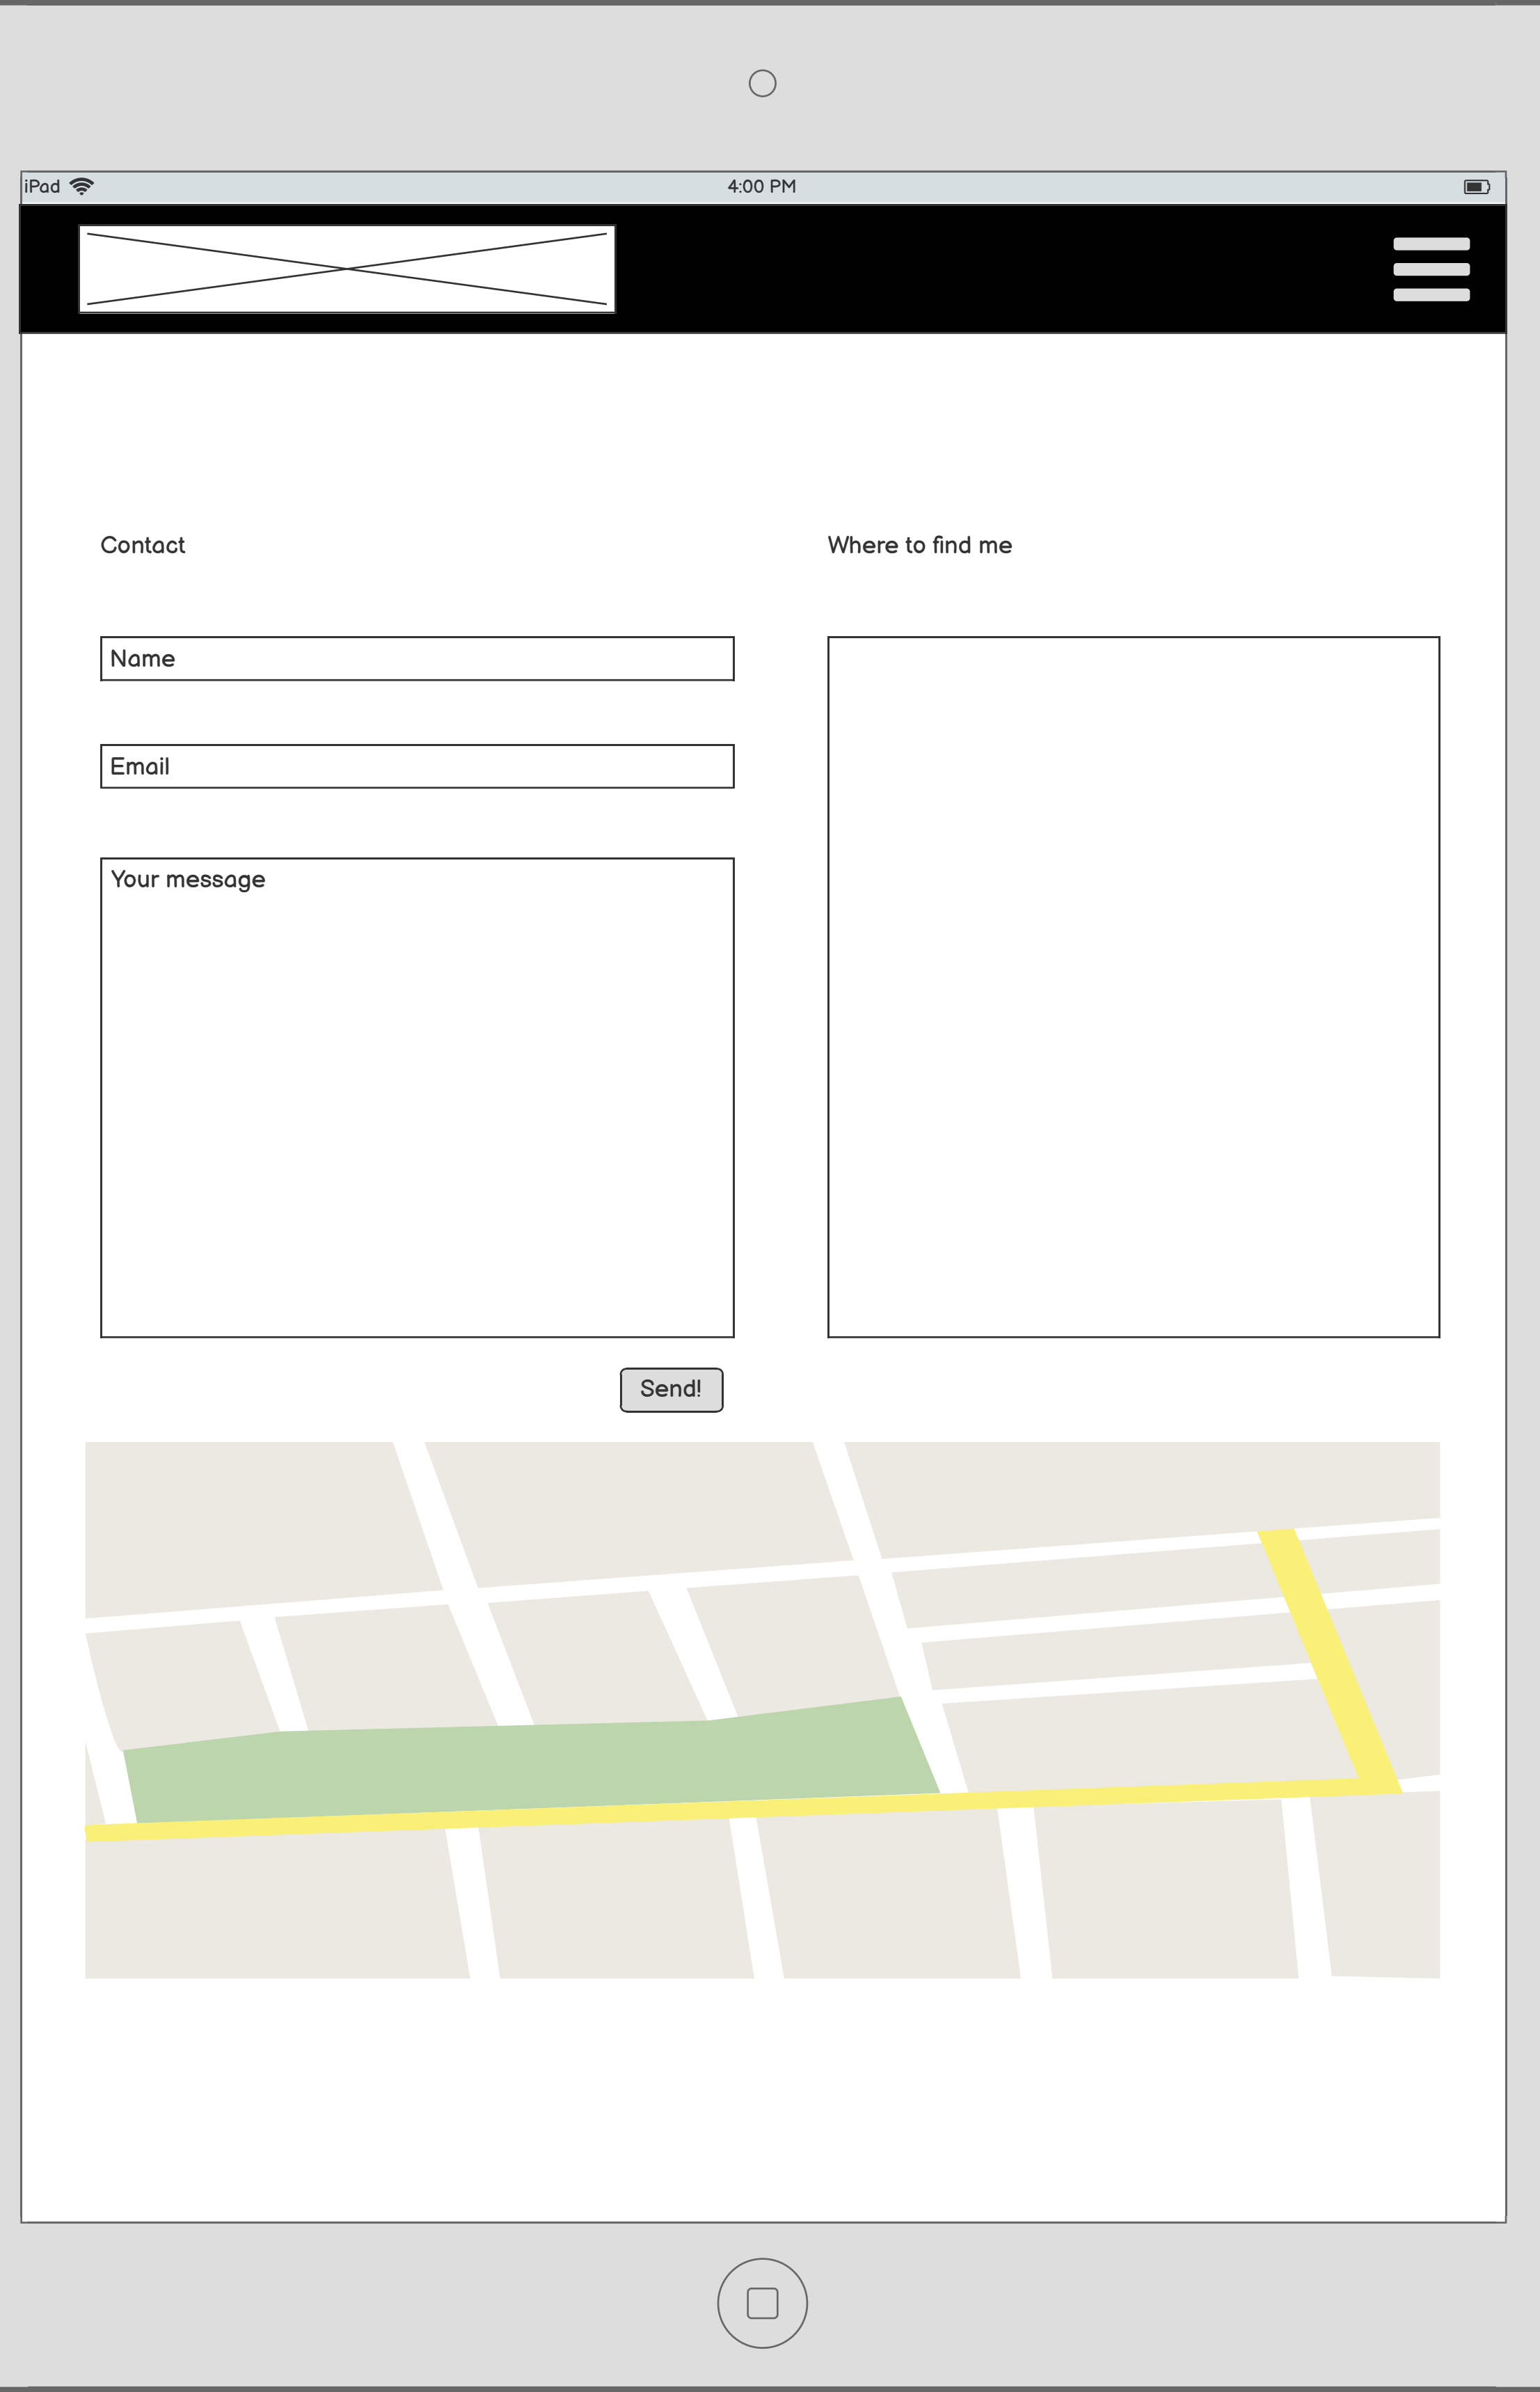 iPad
4:00 PM
Contact
Where to find me
Name
Email
Your message
Send!